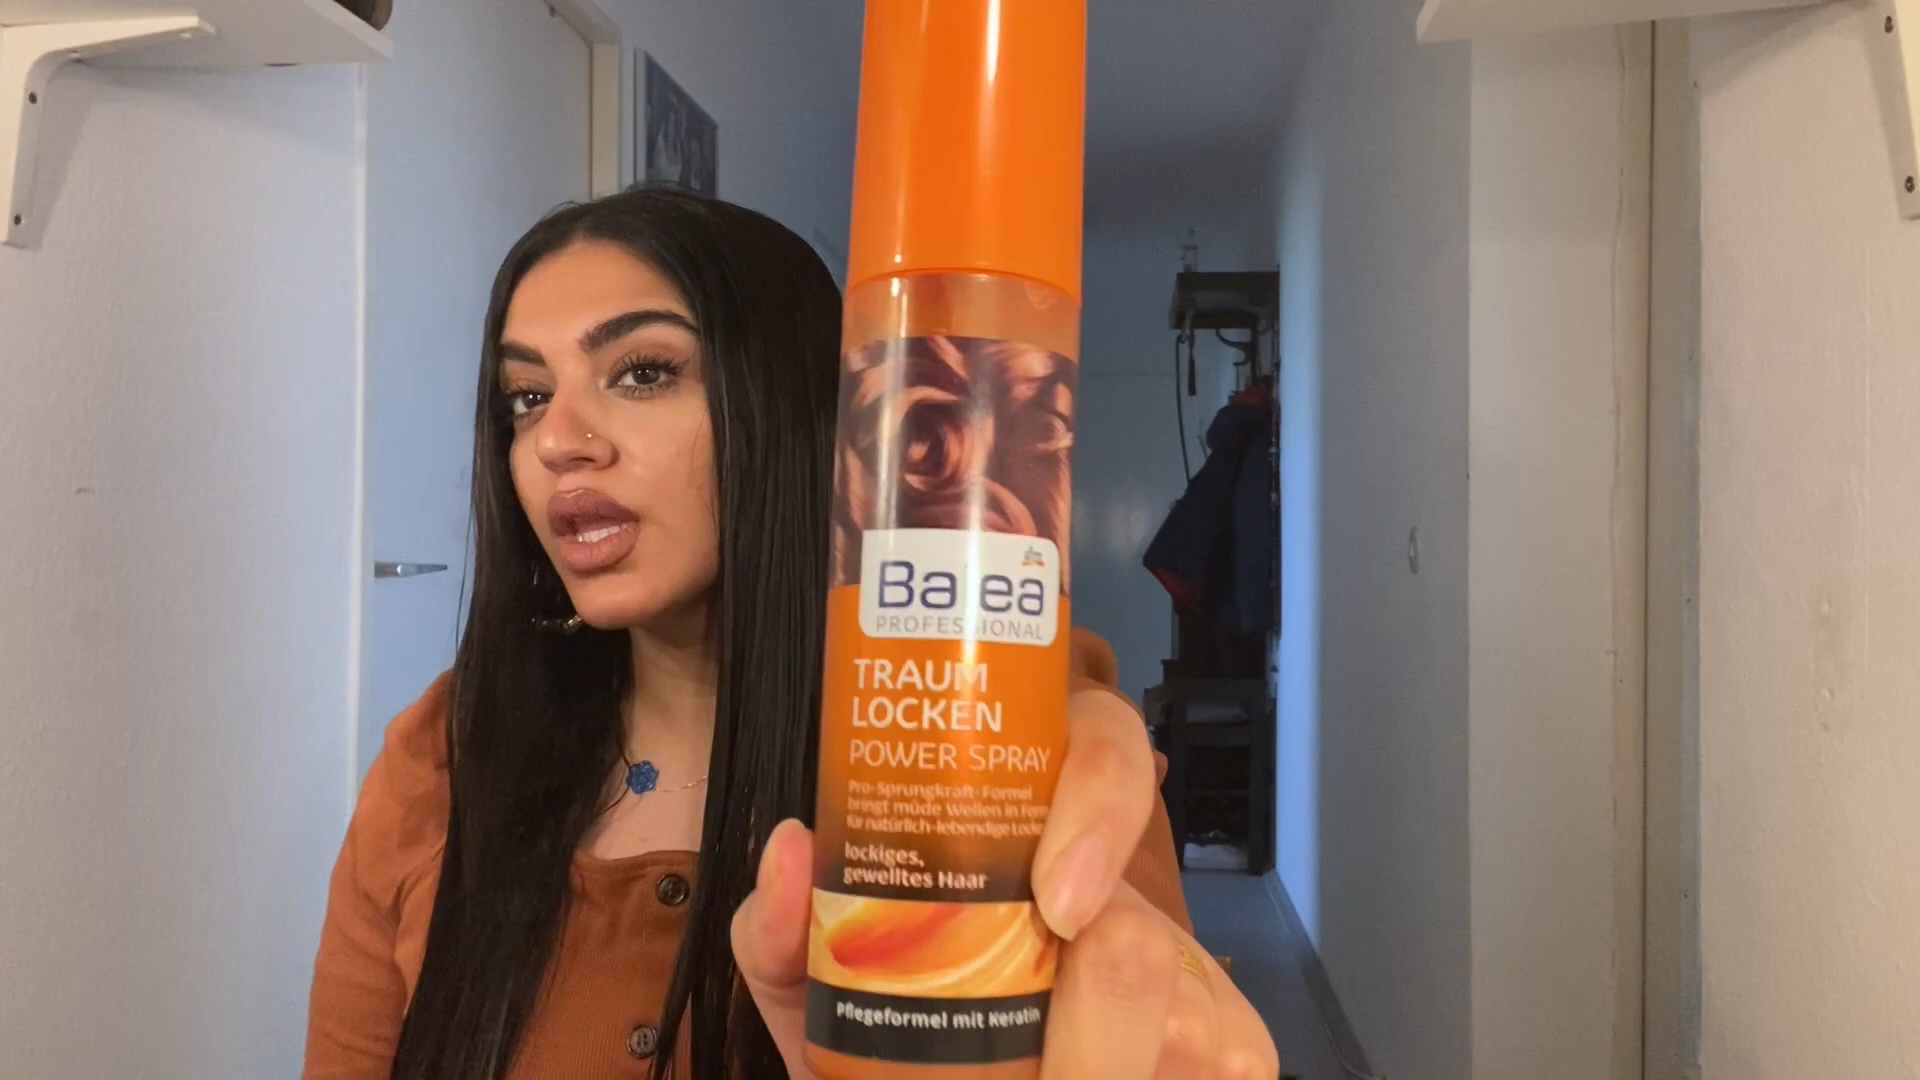 dm
Balea
PROFESSIONAL
TRAUM
LOCKEN
POWER SPRAY
Pro-Sprungkraft-Formel
bringt müde Wellen in Form
für natürlich-lebendige Locken
lockiges,
gewelltes Haar
Pflegeformel mit Keratin